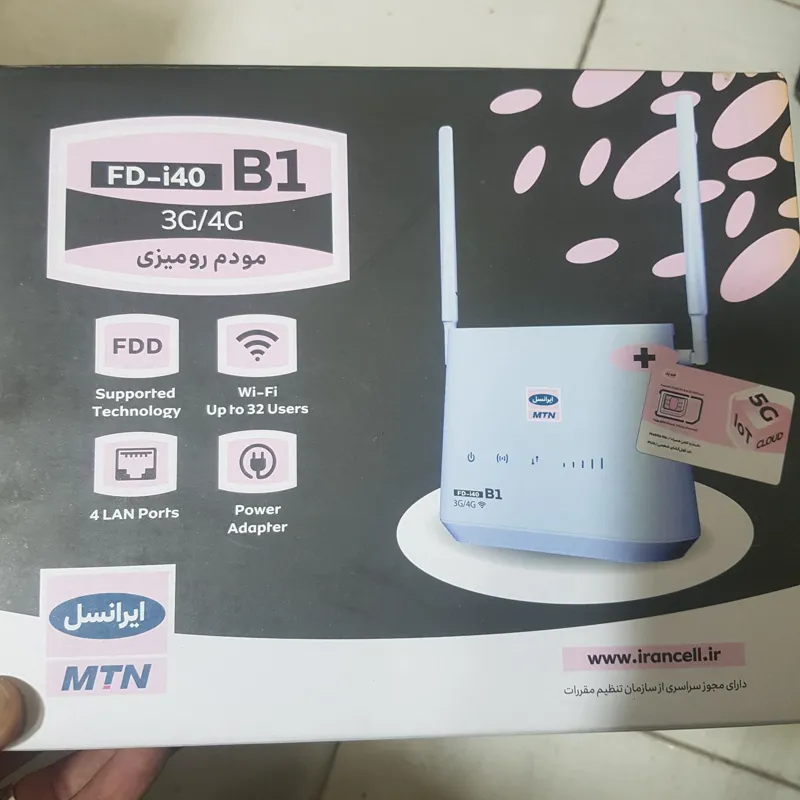 FD-i40 B1
3G/4G
مودم رومیزی
FDD
Supported
Technology
Wi-Fi
Up to 32 Users
4 LAN Ports
Power
Adapter
ایرانسل
MTN
FD-i40 B1
3G/4G
+
5G
IoT
CLOUD
ایرانسل
MTN
www.irancell.ir
دارای مجوز سراسری از سازمان تنظیم مقررات